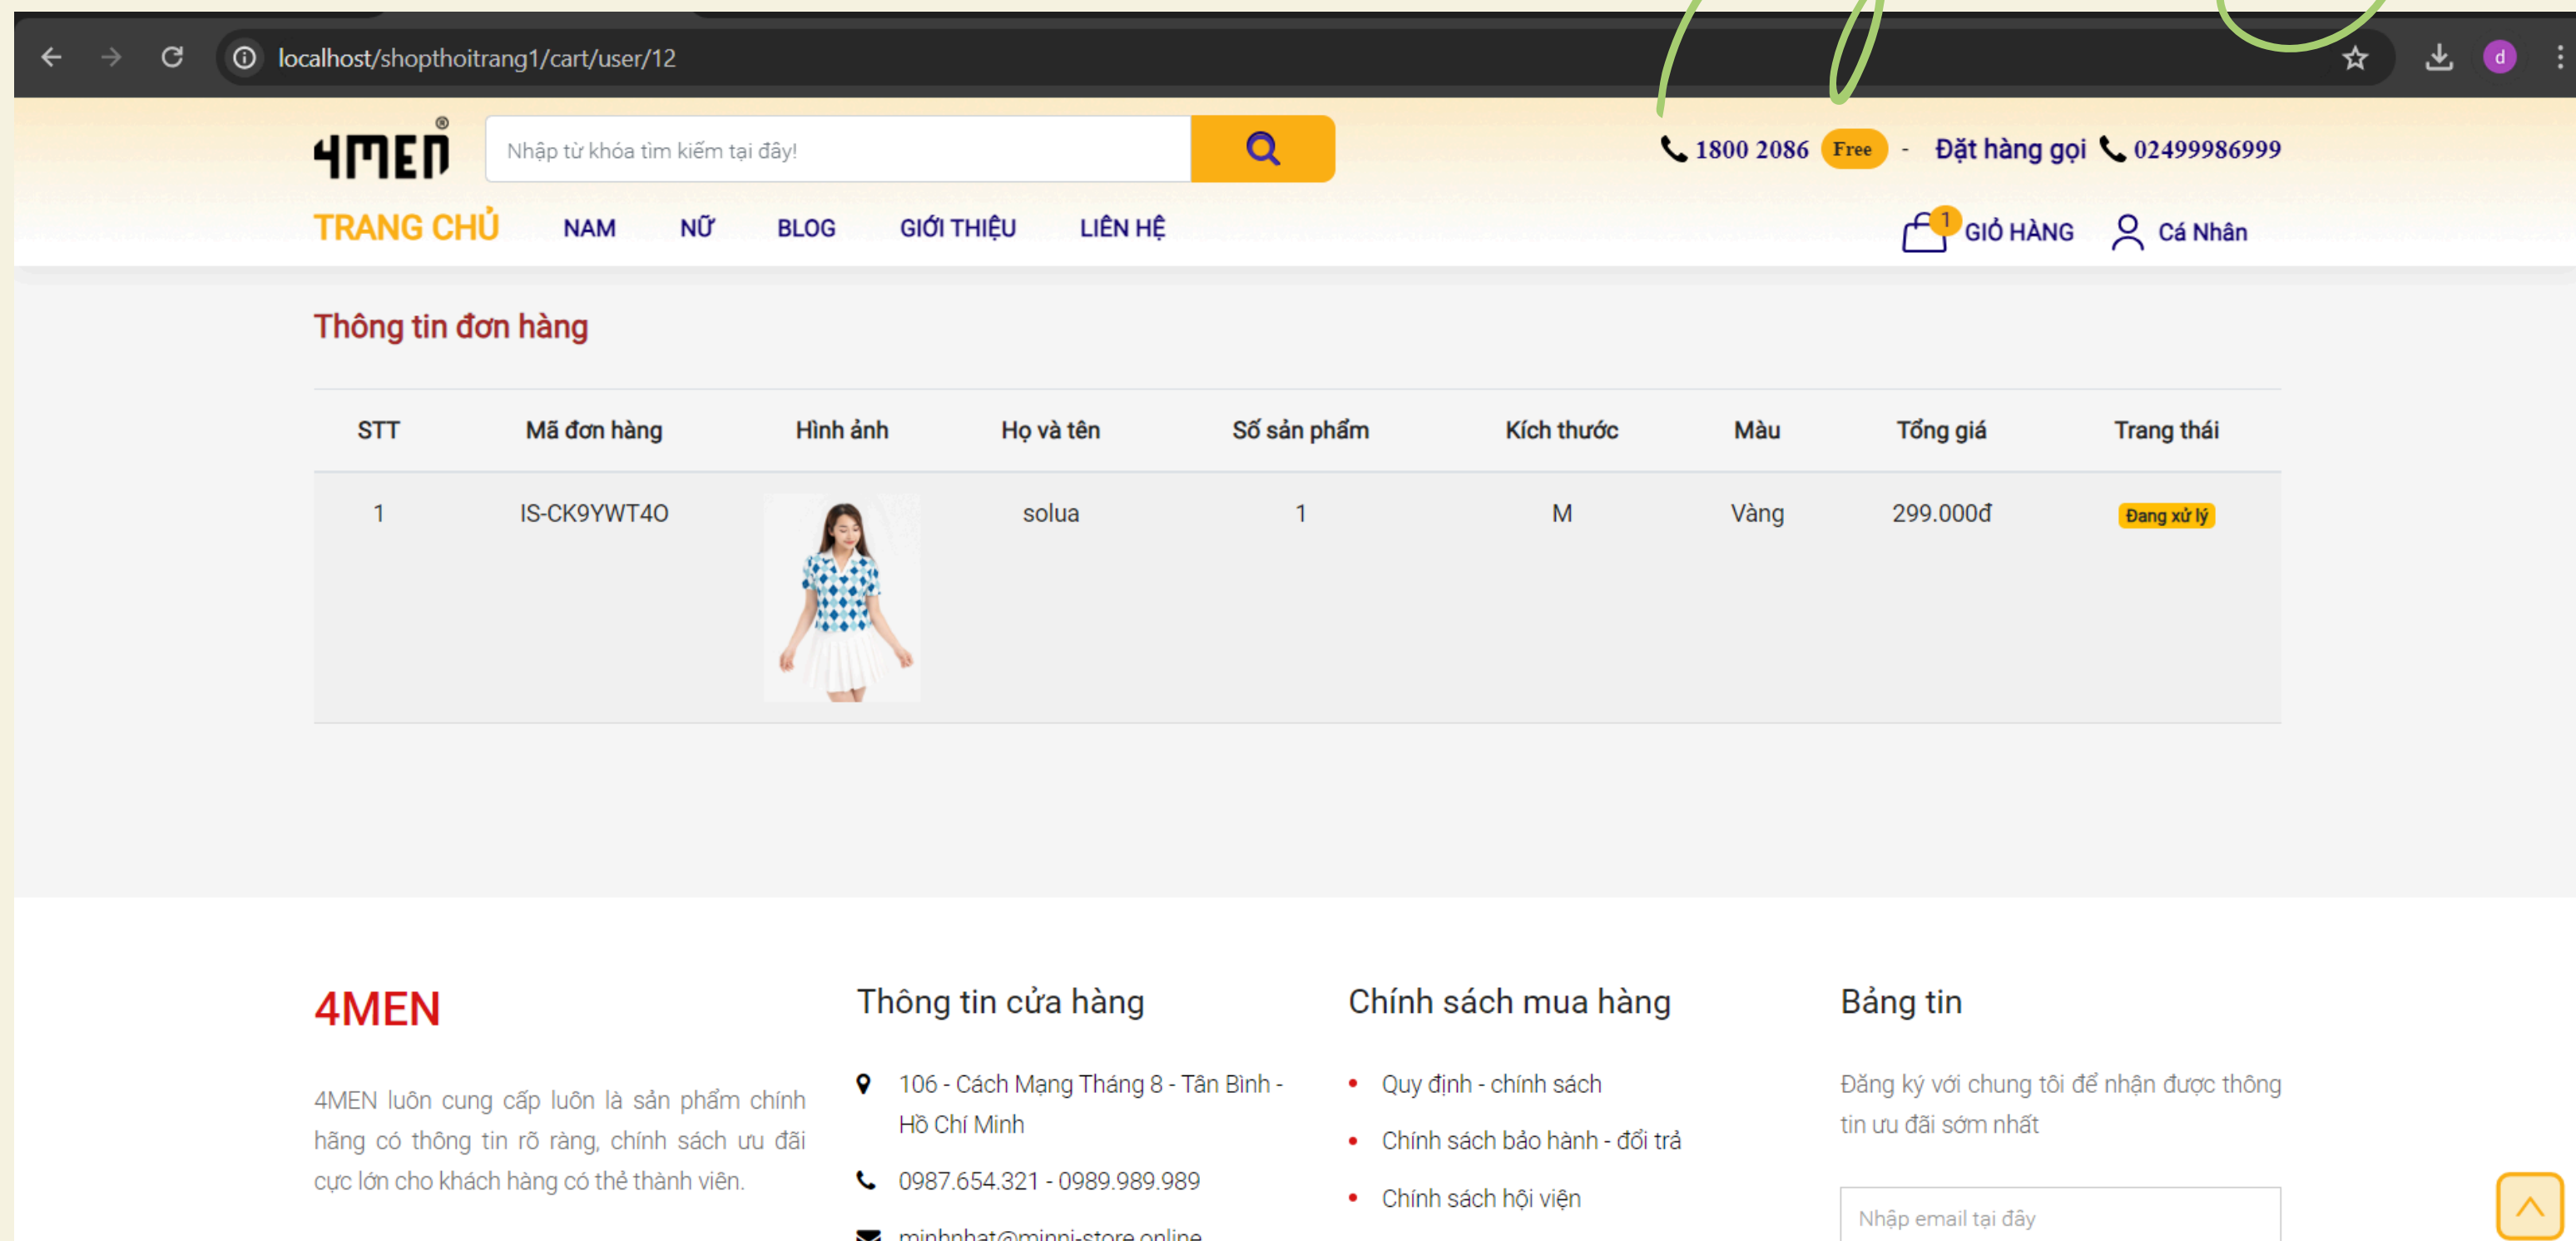 localhost/shopthoitrang1/cart/user/12
d
4MEN ®
Nhập từ khóa tìm kiếm tại đây!
1800 2086 Free - Đặt hàng gọi 02499986999
TRANG CHỦ NAM NỮ BLOG GIỚI THIỆU LIÊN HỆ
1 GIỎ HÀNG Cá Nhân
Thông tin đơn hàng
STT Mã đơn hàng Hình ảnh Họ và tên Số sản phẩm Kích thước Màu Tổng giá Trang thái
1 IS-CK9YWT4O solua 1 M Vàng 299.000đ Đang xử lý
4MEN
4MEN luôn cung cấp luôn là sản phẩm chính
hãng có thông tin rõ ràng, chính sách ưu đãi
cực lớn cho khách hàng có thẻ thành viên.
Thông tin cửa hàng
106 - Cách Mạng Tháng 8 - Tân Bình -
Hồ Chí Minh
0987.654.321 - 0989.989.989
minhnhat@minni-store.online
Chính sách mua hàng
• Quy định - chính sách
• Chính sách bảo hành - đổi trả
• Chính sách hội viện
Bảng tin
Đăng ký với chung tôi để nhận được thông
tin ưu đãi sớm nhất
Nhập email tại đây